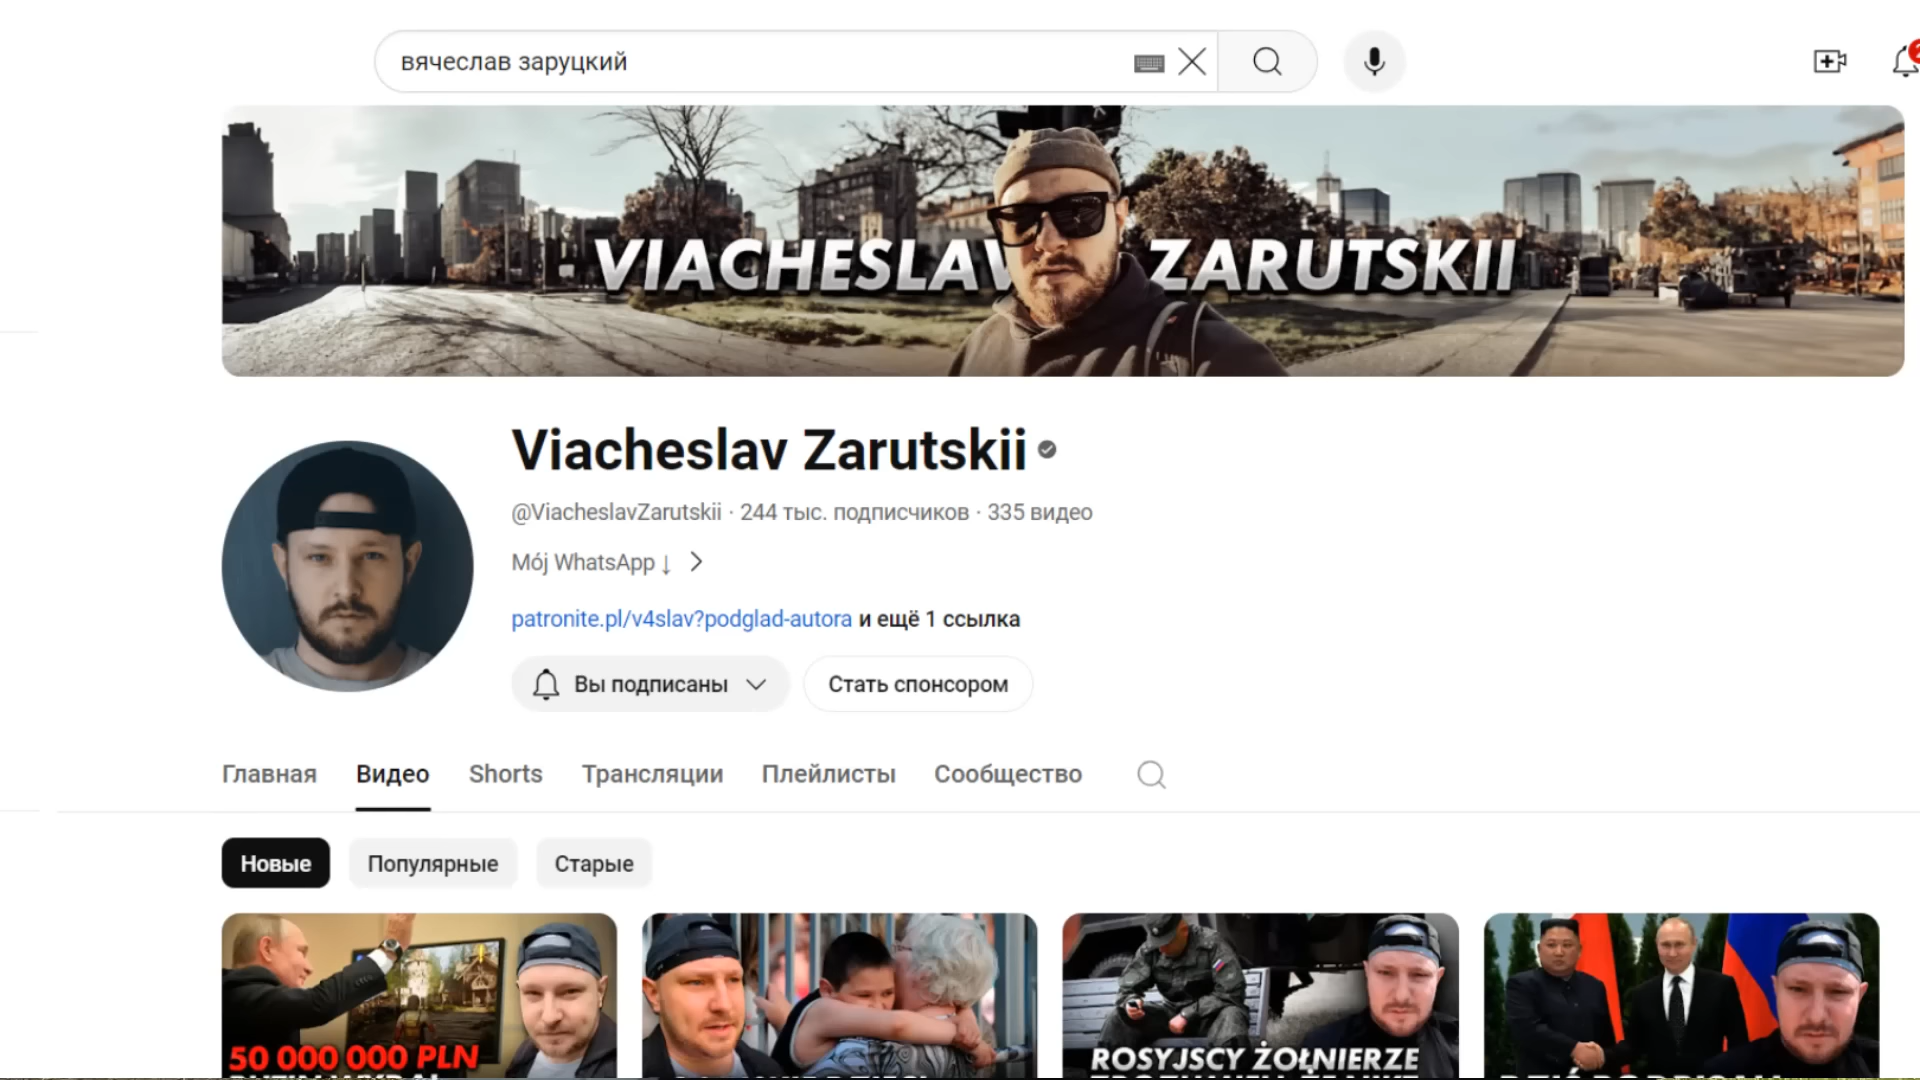 вячеслав заруцкий
2
VIACHESLAV ZARUTSKII
Viacheslav Zarutskii
@ViacheslavZarutskii · 244 тыс. подписчиков · 335 видео
Mój WhatsApp ↓
patronite.pl/v4slav?podglad-autora и ещё 1 ссылка
Вы подписаны
Стать спонсором
Главная Видео Shorts Трансляции Плейлисты Сообщество
Новые Популярные Старые
50 000 000 PLN
ROSYJSCY ŻOŁNIERZE